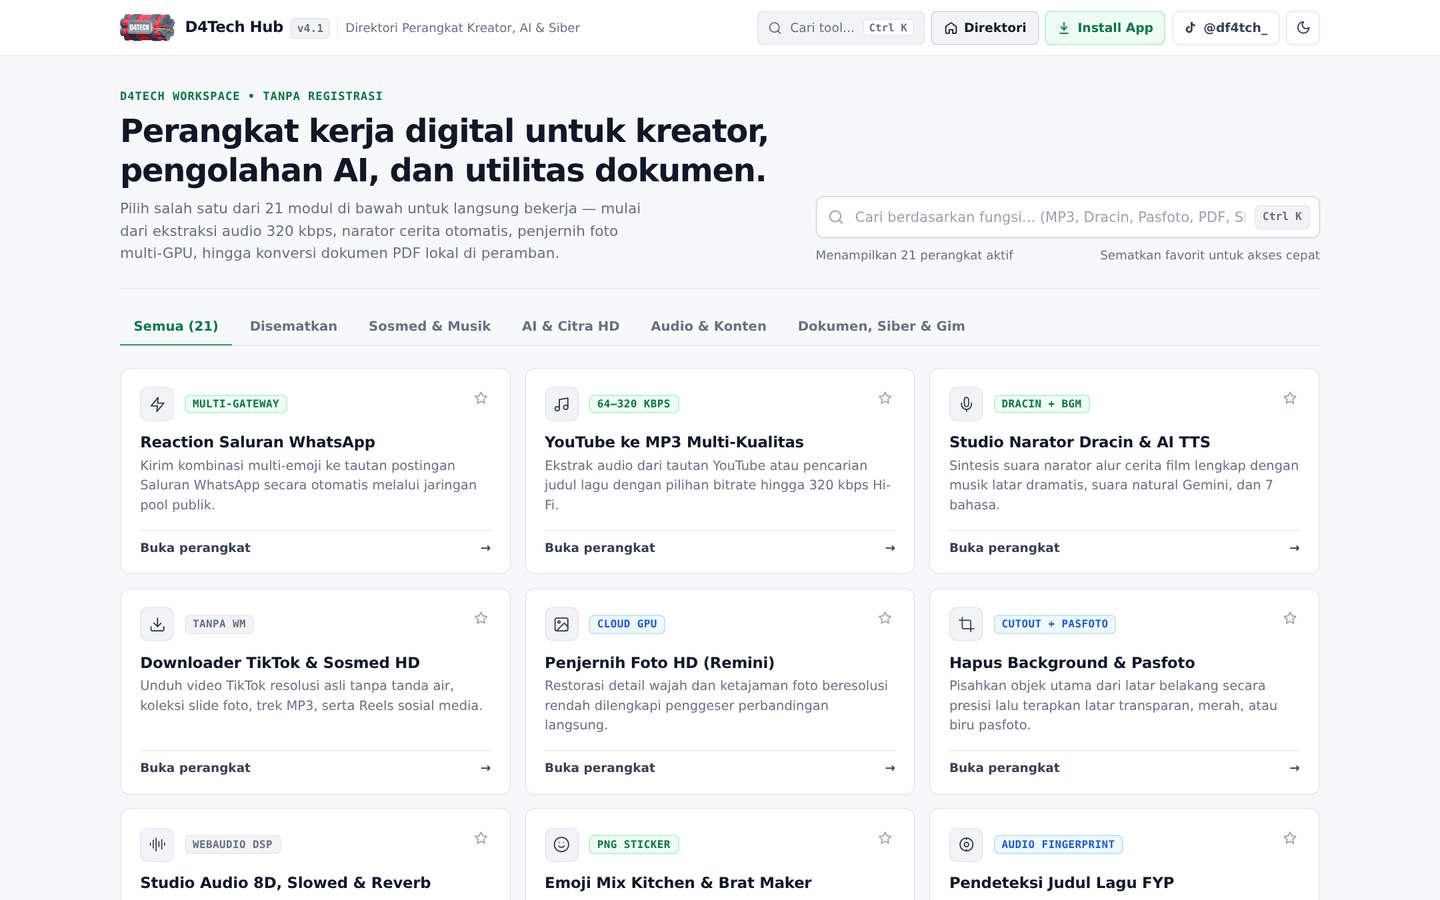 D4TECH
D4Tech Hub v4.1 Direktori Perangkat Kreator, AI & Siber
Cari tool... Ctrl K
Direktori
Install App
@df4tch_
D4TECH WORKSPACE • TANPA REGISTRASI
Perangkat kerja digital untuk kreator,
pengolahan AI, dan utilitas dokumen.
Pilih salah satu dari 21 modul di bawah untuk langsung bekerja — mulai
dari ekstraksi audio 320 kbps, narator cerita otomatis, penjernih foto
multi-GPU, hingga konversi dokumen PDF lokal di peramban.
Cari berdasarkan fungsi... (MP3, Dracin, Pasfoto, PDF, S Ctrl K
Menampilkan 21 perangkat aktif
Sematkan favorit untuk akses cepat
Semua (21)
Disematkan
Sosmed & Musik
AI & Citra HD
Audio & Konten
Dokumen, Siber & Gim
MULTI-GATEWAY
Reaction Saluran WhatsApp
Kirim kombinasi multi-emoji ke tautan postingan
Saluran WhatsApp secara otomatis melalui jaringan
pool publik.
Buka perangkat →
64–320 KBPS
YouTube ke MP3 Multi-Kualitas
Ekstrak audio dari tautan YouTube atau pencarian
judul lagu dengan pilihan bitrate hingga 320 kbps Hi-
Fi.
Buka perangkat →
DRACIN + BGM
Studio Narator Dracin & AI TTS
Sintesis suara narator alur cerita film lengkap dengan
musik latar dramatis, suara natural Gemini, dan 7
bahasa.
Buka perangkat →
TANPA WM
Downloader TikTok & Sosmed HD
Unduh video TikTok resolusi asli tanpa tanda air,
koleksi slide foto, trek MP3, serta Reels sosial media.
Buka perangkat →
CLOUD GPU
Penjernih Foto HD (Remini)
Restorasi detail wajah dan ketajaman foto beresolusi
rendah dilengkapi penggeser perbandingan
langsung.
Buka perangkat →
CUTOUT + PASFOTO
Hapus Background & Pasfoto
Pisahkan objek utama dari latar belakang secara
presisi lalu terapkan latar transparan, merah, atau
biru pasfoto.
Buka perangkat →
WEBAUDIO DSP
Studio Audio 8D, Slowed & Reverb
PNG STICKER
Emoji Mix Kitchen & Brat Maker
AUDIO FINGERPRINT
Pendeteksi Judul Lagu FYP